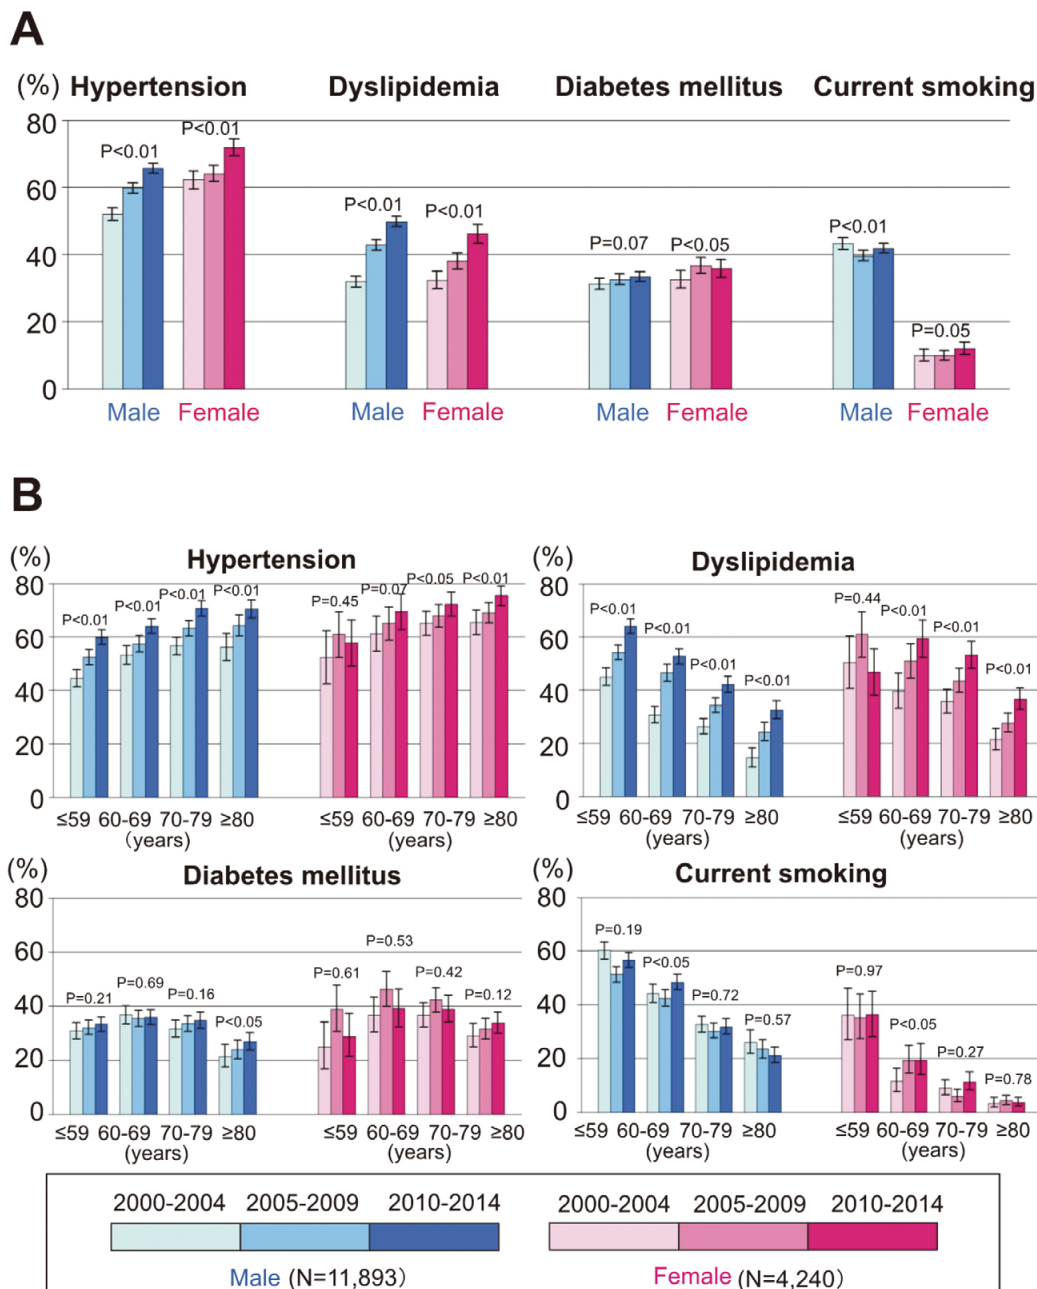 A
(%) Hypertension Dyslipidemia Diabetes mellitus Current smoking
80
60
40
20
0
P<0.01 P<0.01 P<0.01 P<0.01 P=0.07 P<0.05 P<0.01 P=0.05
Male Female Male Female Male Female Male Female
B
(%) Hypertension
80
60
40
20
0
P<0.01 P<0.01 P<0.01 P<0.01 P=0.45 P=0.07 P<0.05 P<0.01
≤59 60-69 70-79 ≥80 ≤59 60-69 70-79 ≥80
(years) (years)
(%) Dyslipidemia
80
60
40
20
0
P<0.01 P<0.01 P<0.01 P<0.01 P=0.44 P<0.01 P<0.01 P<0.01
≤59 60-69 70-79 ≥80 ≤59 60-69 70-79 ≥80
(years) (years)
(%) Diabetes mellitus
80
60
40
20
0
P=0.21 P=0.69 P=0.16 P<0.05 P=0.61 P=0.53 P=0.42 P=0.12
≤59 60-69 70-79 ≥80 ≤59 60-69 70-79 ≥80
(years) (years)
(%) Current smoking
80
60
40
20
0
P=0.19 P<0.05 P=0.72 P=0.57 P=0.97 P<0.05 P=0.27 P=0.78
≤59 60-69 70-79 ≥80 ≤59 60-69 70-79 ≥80
(years) (years)
2000-2004 2005-2009 2010-2014 2000-2004 2005-2009 2010-2014
Male (N=11,893) Female (N=4,240)